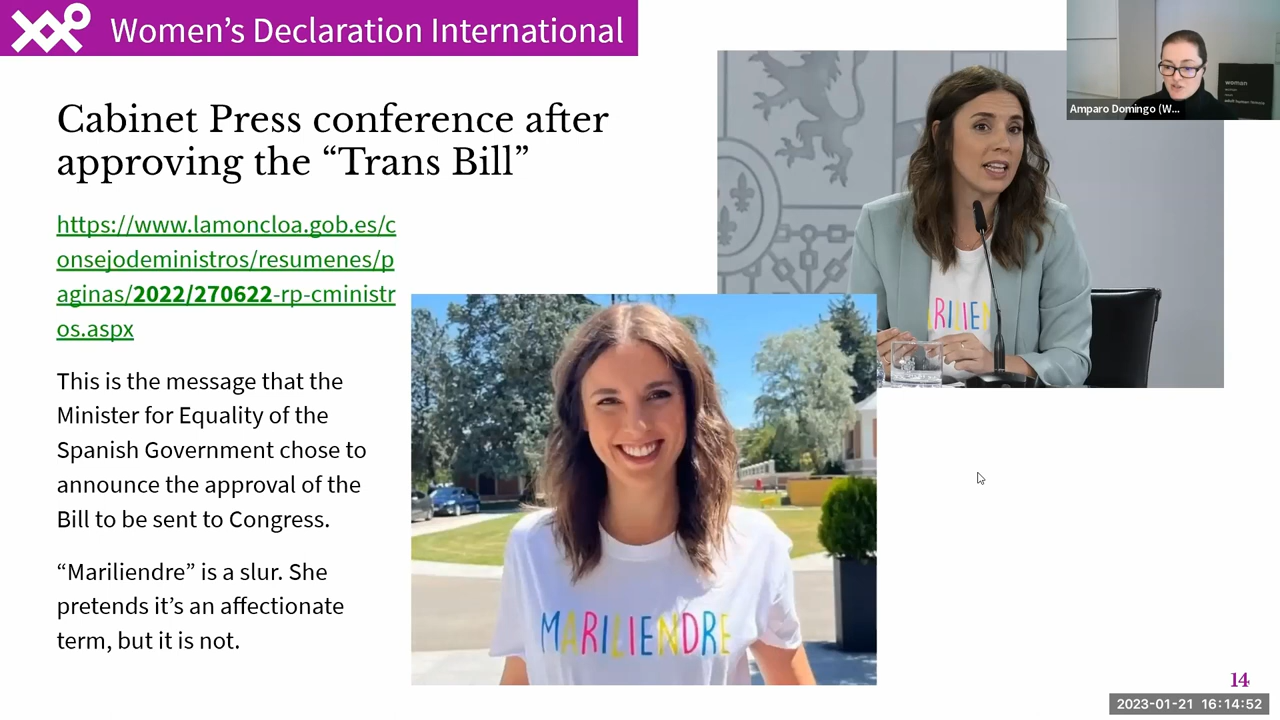 Women's Declaration International
Cabinet Press conference after
approving the “Trans Bill”
https://www.lamoncloa.gob.es/c
onsejodeministros/resumenes/p
aginas/2022/270622-rp-cministr
os.aspx
This is the message that the
Minister for Equality of the
Spanish Government chose to
announce the approval of the
Bill to be sent to Congress.
“Mariliendre” is a slur. She
pretends it’s an affectionate
term, but it is not.
RILIEN
MARILIENDRE
woman
Amparo Domingo (W...
14
2023-01-21 16:14:52